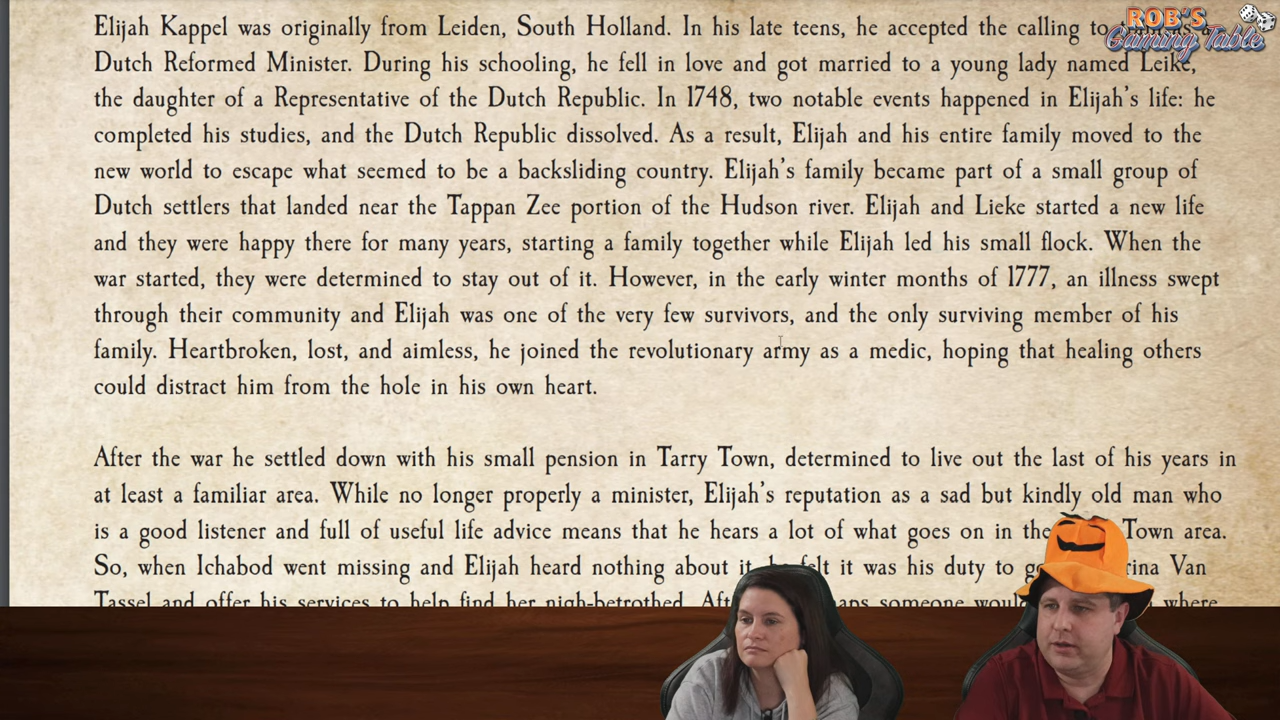 ROB'S
Gaming Table
Elijah Kappel was originally from Leiden, South Holland. In his late teens, he accepted the calling to
Dutch Reformed Minister. During his schooling, he fell in love and got married to a young lady named Leike,
the daughter of a Representative of the Dutch Republic. In 1748, two notable events happened in Elijah's life: he
completed his studies, and the Dutch Republic dissolved. As a result, Elijah and his entire family moved to the
new world to escape what seemed to be a backsliding country. Elijah's family became part of a small group of
Dutch settlers that landed near the Tappan Zee portion of the Hudson river. Elijah and Lieke started a new life
and they were happy there for many years, starting a family together while Elijah led his small flock. When the
war started, they were determined to stay out of it. However, in the early winter months of 1777, an illness swept
through their community and Elijah was one of the very few survivors, and the only surviving member of his
family. Heartbroken, lost, and aimless, he joined the revolutionary army as a medic, hoping that healing others
could distract him from the hole in his own heart.
After the war he settled down with his small pension in Tarry Town, determined to live out the last of his years in
at least a familiar area. While no longer properly a minister, Elijah's reputation as a sad but kindly old man who
is a good listener and full of useful life advice means that he hears a lot of what goes on in the Town area.
So, when Ichabod went missing and Elijah heard nothing about it, he felt it was his duty to Van
Tassel and offer his services to help find her nigh-betrothed. someone where